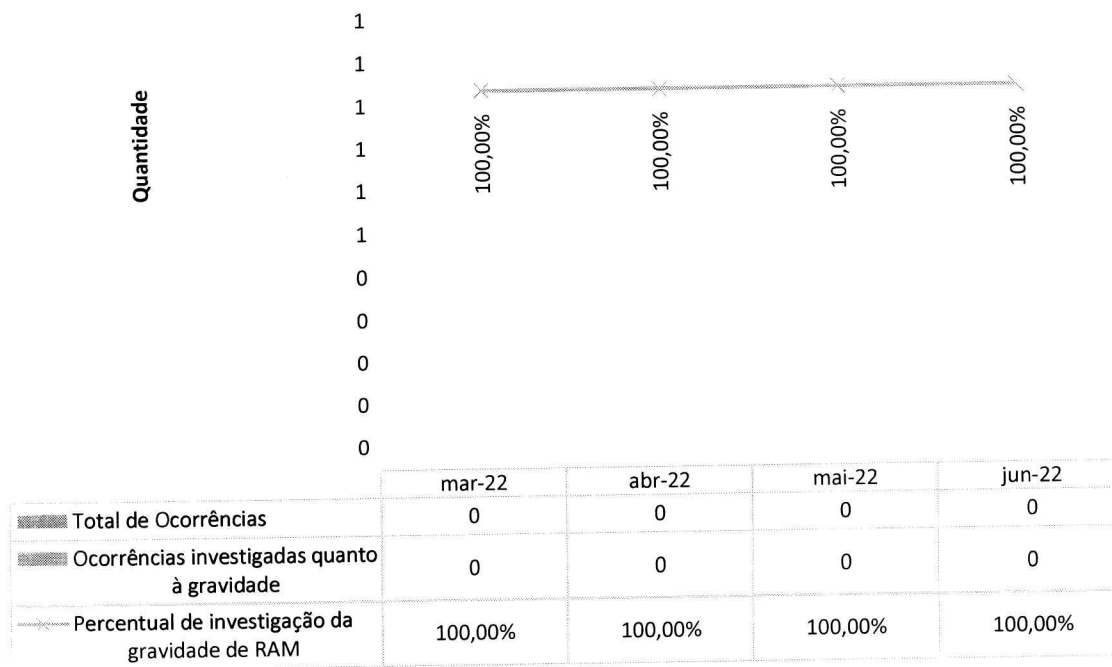 Quantidade
1
1
1
1
1
1
0
0
0
0
0
100,00%
100,00%
100,00%
100,00%
mar-22 abr-22 mai-22 jun-22
Total de Ocorrências 0 0 0 0
Ocorrências investigadas quanto
à gravidade 0 0 0 0
Percentual de investigação da
gravidade de RAM 100,00% 100,00% 100,00% 100,00%